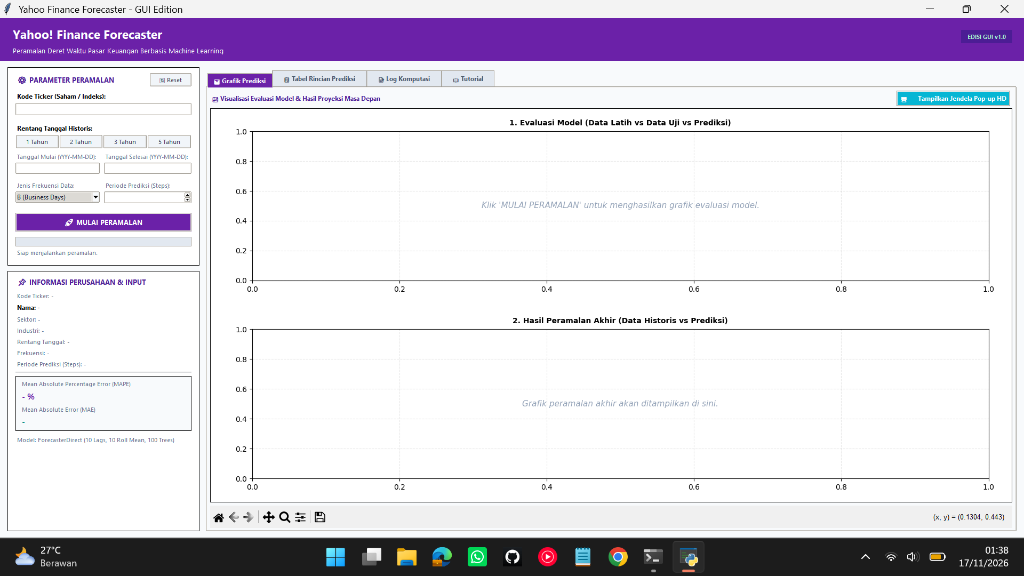 Yahoo Finance Forecaster - GUI Edition
Yahoo! Finance Forecaster
Peramalan Deret Waktu Pasar Keuangan Berbasis Machine Learning
EDISI GUI v1.0
PARAMETER PERAMALAN
Reset
Kode Ticker (Saham / Indeks):
Rentang Tanggal Historis:
1 Tahun
2 Tahun
3 Tahun
5 Tahun
Tanggal Mulai (YYYY-MM-DD):
Tanggal Selesai (YYYY-MM-DD):
Jenis Frekuensi Data:
Periode Prediksi (Steps):
B (Business Days)
MULAI PERAMALAN
Siap menjalankan peramalan.
INFORMASI PERUSAHAAN & INPUT
Kode Ticker: -
Nama:
Sektor: -
Industri: -
Rentang Tanggal: -
Frekuensi: -
Periode Prediksi (Steps): -
Mean Absolute Percentage Error (MAPE)
- %
Mean Absolute Error (MAE)
-
Model: ForecasterDirect (10 Lags, 10 Roll Mean, 100 Trees)
Grafik Prediksi
Tabel Rincian Prediksi
Log Komputasi
Tutorial
Visualisasi Evaluasi Model & Hasil Proyeksi Masa Depan
Tampilkan Jendela Pop-up HD
1. Evaluasi Model (Data Latih vs Data Uji vs Prediksi)
1.0
0.8
0.6
0.4
0.2
0.0
Klik 'MULAI PERAMALAN' untuk menghasilkan grafik evaluasi model.
0.0 0.2 0.4 0.6 0.8 1.0
2. Hasil Peramalan Akhir (Data Historis vs Prediksi)
1.0
0.8
0.6
0.4
0.2
0.0
Grafik peramalan akhir akan ditampilkan di sini.
0.0 0.2 0.4 0.6 0.8 1.0
(x, y) = (0.1304, 0.443)
27°C
Berawan
01:38
17/11/2026